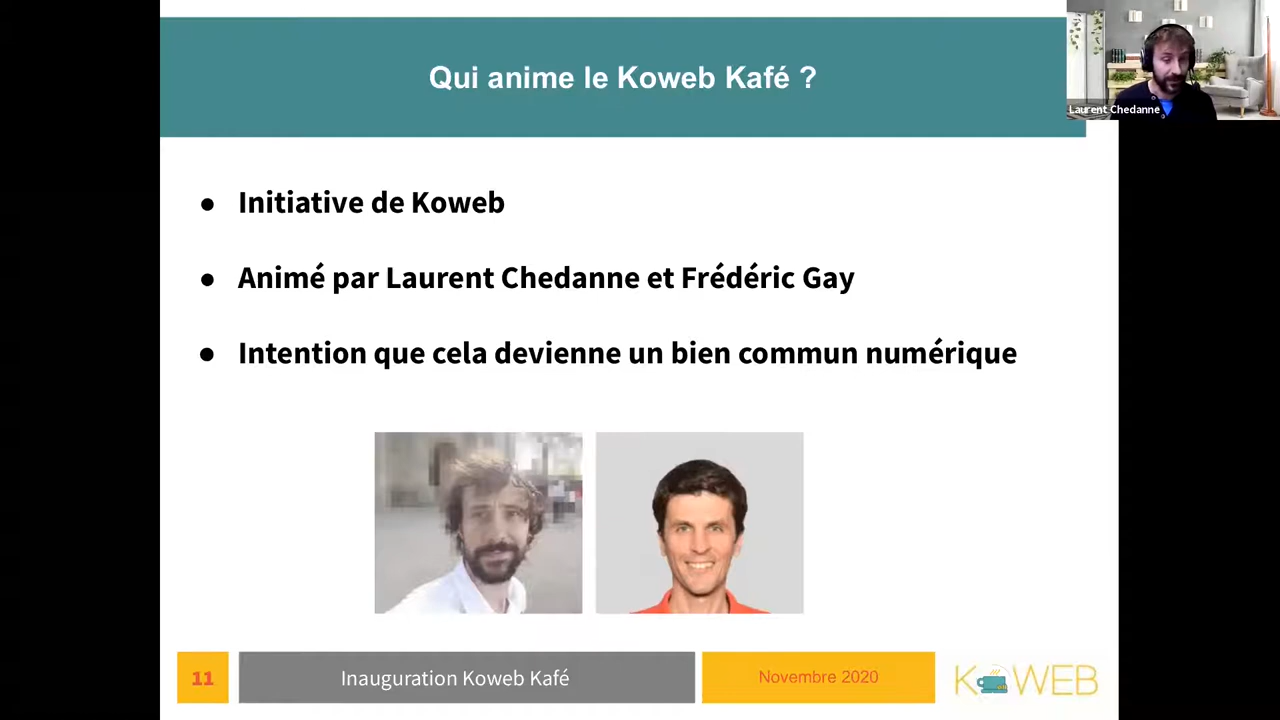 Qui anime le Koweb Kafé ?
Laurent Chedanne
● Initiative de Koweb
● Animé par Laurent Chedanne et Frédéric Gay
● Intention que cela devienne un bien commun numérique
11
Inauguration Koweb Kafé
Novembre 2020
KOWEB